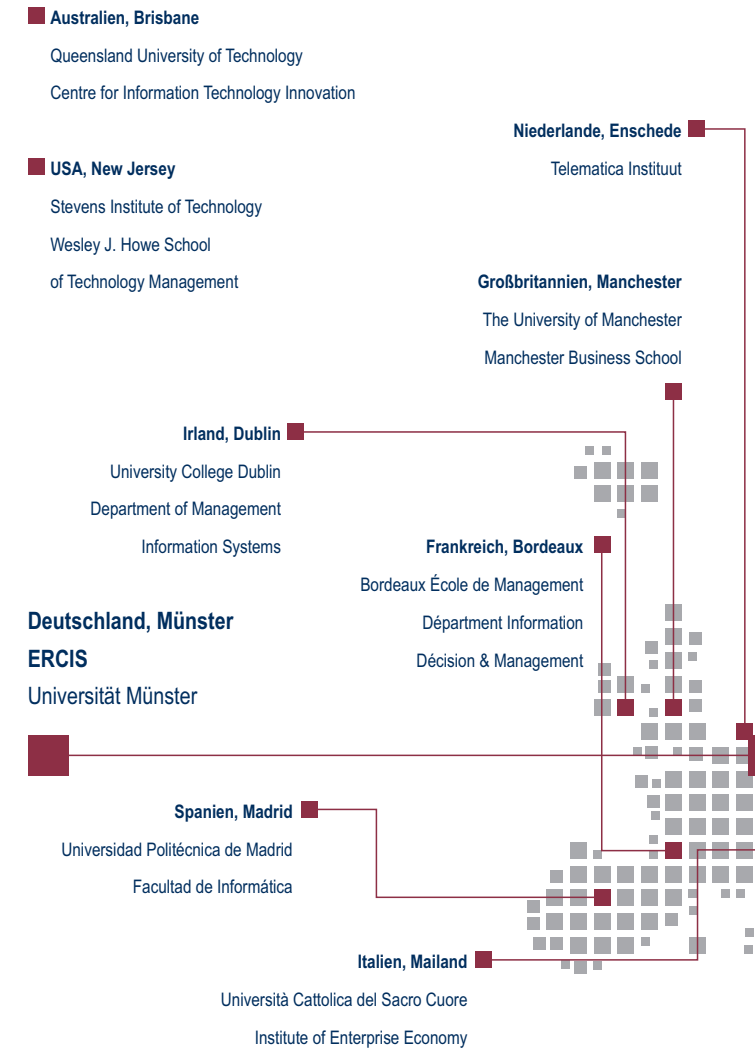 Australien, Brisbane
Queensland University of Technology
Centre for Information Technology Innovation
Niederlande, Enschede
Telematica Instituut
USA, New Jersey
Stevens Institute of Technology
Wesley J. Howe School
of Technology Management
Großbritannien, Manchester
The University of Manchester
Manchester Business School
Irland, Dublin
University College Dublin
Department of Management
Information Systems
Frankreich, Bordeaux
Bordeaux École de Management
Départment Information
Décision & Management
Deutschland, Münster
ERCIS
Universität Münster
Spanien, Madrid
Universidad Politécnica de Madrid
Facultad de Informática
Italien, Mailand
Università Cattolica del Sacro Cuore
Institute of Enterprise Economy